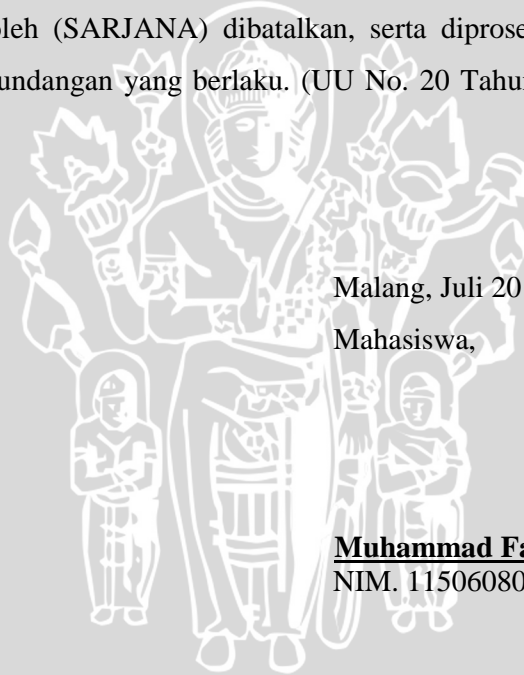 oleh (SARJANA) dibatalkan, serta diprose
undangan yang berlaku. (UU No. 20 Tahu
Malang, Juli 20
Mahasiswa,
Muhammad Fa
NIM. 11506080